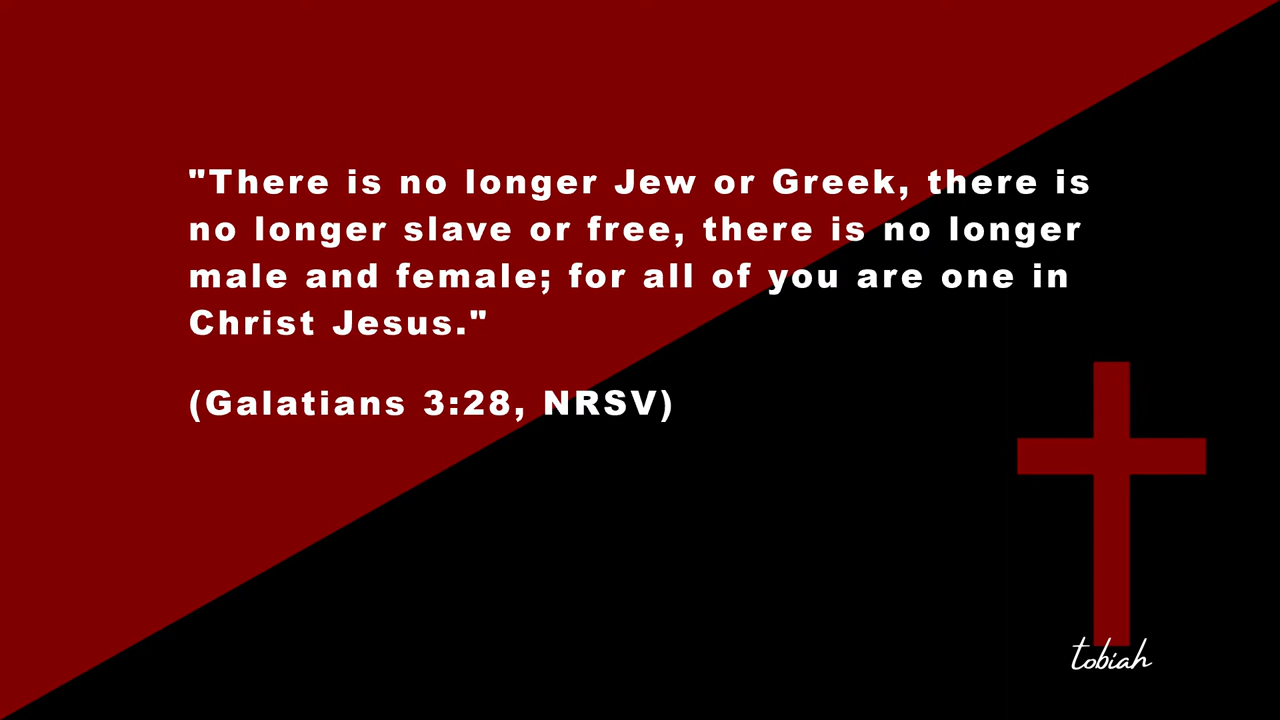 "There is no longer Jew or Greek, there is
no longer slave or free, there is no longer
male and female; for all of you are one in
Christ Jesus."
(Galatians 3:28, NRSV)
tobiah